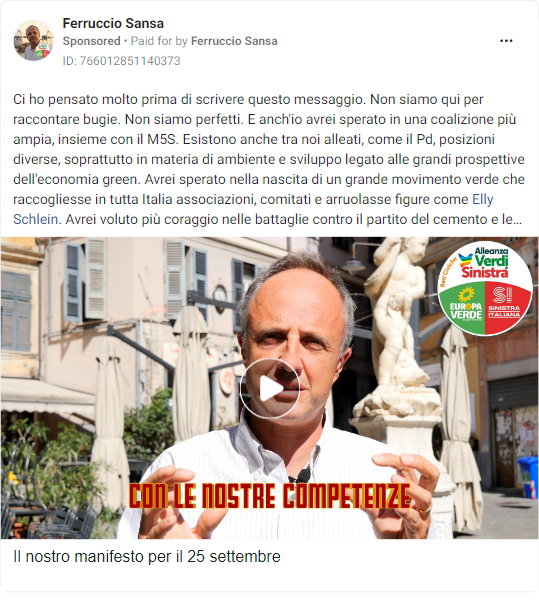 Ferruccio Sansa
Sponsored • Paid for by Ferruccio Sansa
ID: 766012851140373
Ci ho pensato molto prima di scrivere questo messaggio. Non siamo qui per
raccontare bugie. Non siamo perfetti. E anch'io avrei sperato in una coalizione più
ampia, insieme con il M5S. Esistono anche tra noi alleati, come il Pd, posizioni
diverse, soprattutto in materia di ambiente e sviluppo legato alle grandi prospettive
dell'economia green. Avrei sperato nella nascita di un grande movimento verde che
raccogliesse in tutta Italia associazioni, comitati e arruolasse figure come Elly
Schlein. Avrei voluto più coraggio nelle battaglie contro il partito del cemento e le…
Alleanza
Verdi
Sinistra
Reti Civiche
EUROPA
VERDE
SI
SINISTRA
ITALIANA
CON LE NOSTRE COMPETENZE
Il nostro manifesto per il 25 settembre